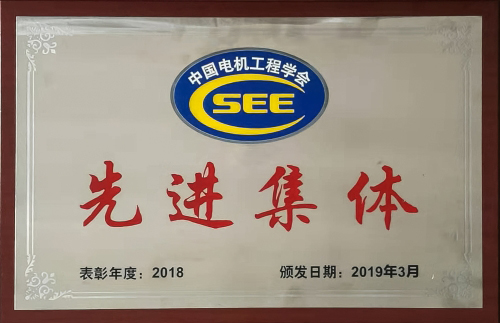 中国电机工程学会
CSEE
先进集体
表彰年度：2018 颁发日期：2019年3月